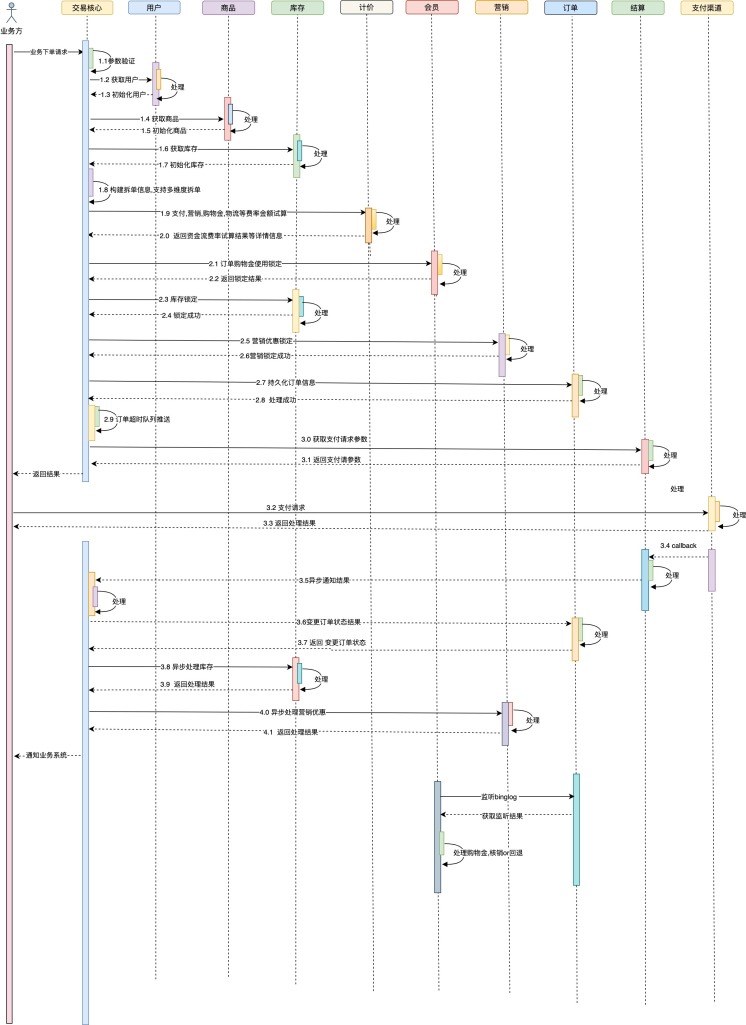 交易核心
用户
商品
库存
计价
会员
营销
订单
结算
支付渠道
业务方
业务下单请求
1.1参数验证
1.2 获取用户
处理
1.3 初始化用户
1.4 获取商品
处理
1.5 初始化商品
1.6 获取库存
处理
1.7 初始化库存
1.8 构建拆单信息,支持多维度拆单
1.9 支付,营销,购物金,物流等费率金额试算
处理
2.0 返回资金流费率试算结果等详情信息
2.1 订单购物金使用锁定
处理
2.2 返回锁定结果
2.3 库存锁定
处理
2.4 锁定成功
2.5 营销优惠锁定
处理
2.6营销锁定成功
2.7 持久化订单信息
处理
2.8 处理成功
2.9 订单超时队列推送
3.0 获取支付请求参数
处理
3.1 返回支付请参数
返回结果
处理
3.2 支付请求
处理
3.3 返回处理结果
3.4 callback
处理
3.5异步通知结果
处理
3.6变更订单状态结果
处理
3.7 返回 变更订单状态
3.8 异步处理库存
处理
3.9 返回处理结果
4.0 异步处理营销优惠
处理
4.1 返回处理结果
通知业务系统
监听binglog
获取监听结果
处理购物金,核销or回退